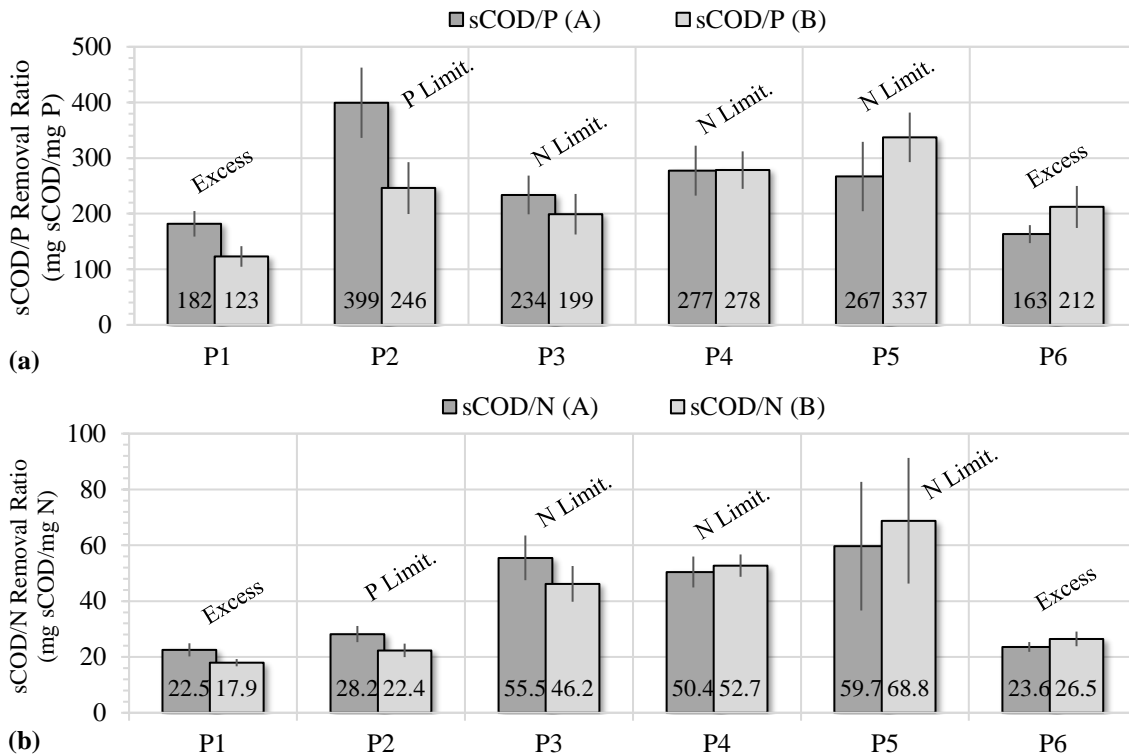 sCOD/P (A) sCOD/P (B)
sCOD/P Removal Ratio
(mg sCOD/mg P)
500
400
300
200
100
0
Excess
P Limit.
N Limit.
N Limit.
N Limit.
Excess
182 123 399 246 234 199 277 278 267 337 163 212
P1 P2 P3 P4 P5 P6
(a)
sCOD/N (A) sCOD/N (B)
sCOD/N Removal Ratio
(mg sCOD/mg N)
100
80
60
40
20
0
Excess
P Limit.
N Limit.
N Limit.
N Limit.
Excess
22.5 17.9 28.2 22.4 55.5 46.2 50.4 52.7 59.7 68.8 23.6 26.5
P1 P2 P3 P4 P5 P6
(b)